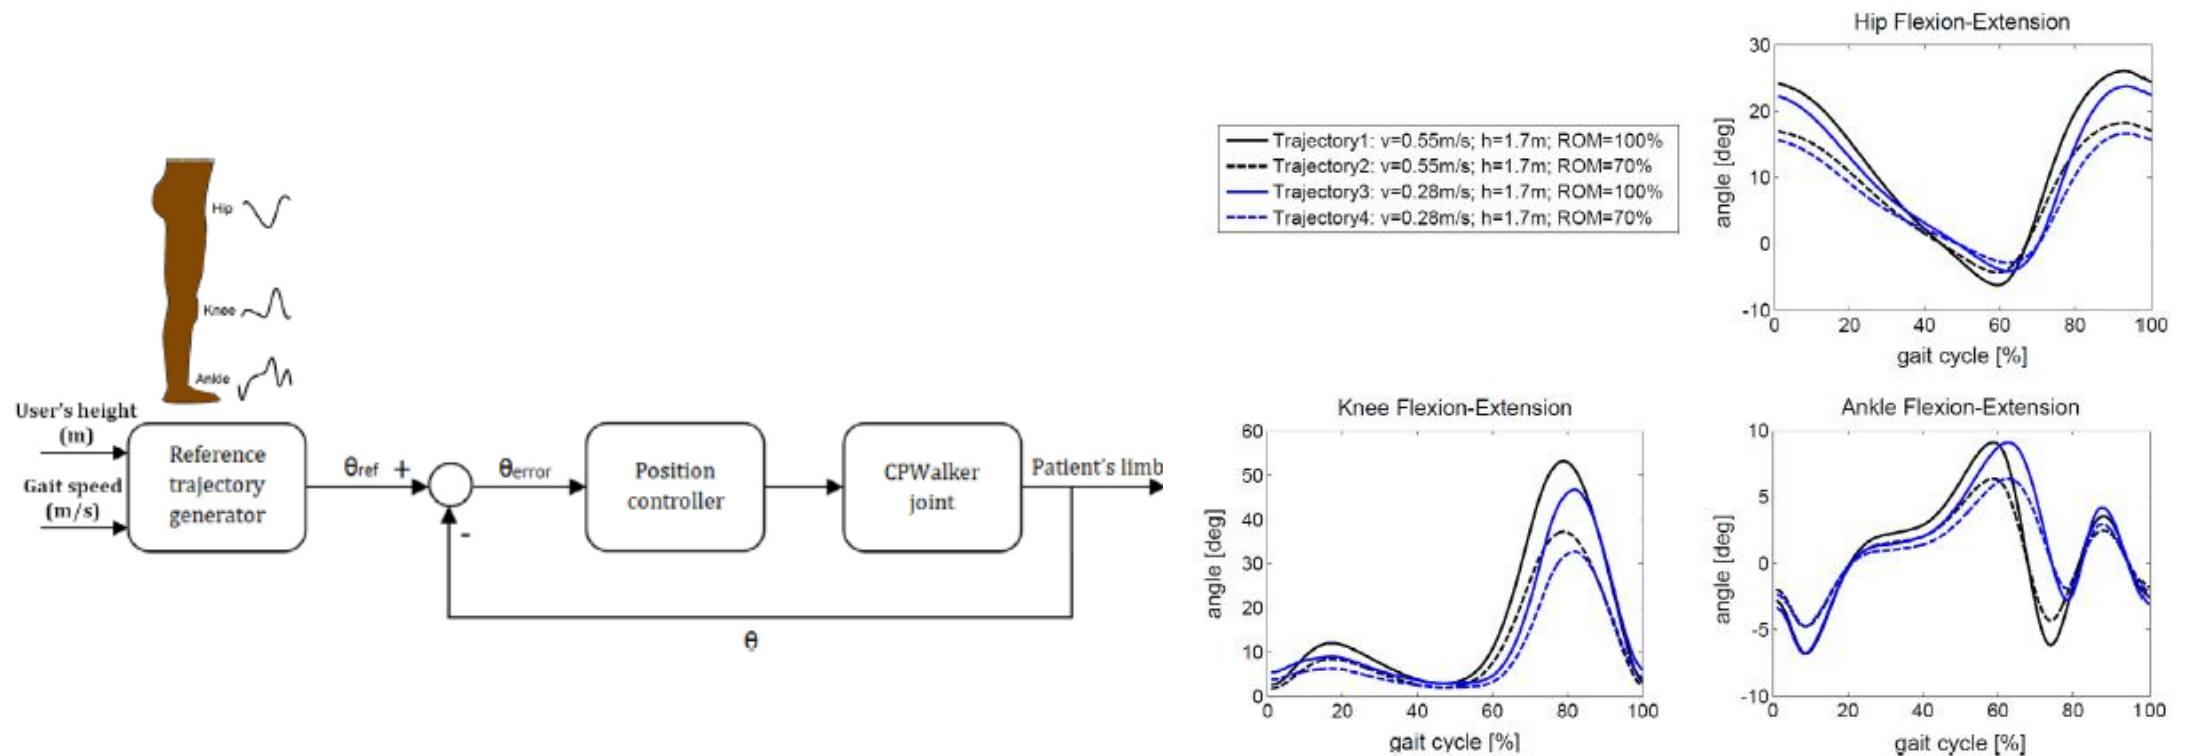 Hip
Knee
Ankle
User's height
(m)
Gait speed
(m/s)
Reference
trajectory
generator
θref +
-
θerror
Position
controller
CPWalker
joint
Patient's limb
θ
Trajectory1: v=0.55m/s; h=1.7m; ROM=100%
Trajectory2: v=0.55m/s; h=1.7m; ROM=70%
Trajectory3: v=0.28m/s; h=1.7m; ROM=100%
Trajectory4: v=0.28m/s; h=1.7m; ROM=70%
Hip Flexion-Extension
angle [deg]
30
20
10
0
-10
0 20 40 60 80 100
gait cycle [%]
Knee Flexion-Extension
angle [deg]
60
50
40
30
20
10
0
0 20 40 60 80 100
gait cycle [%]
Ankle Flexion-Extension
angle [deg]
10
5
0
-5
-10
0 20 40 60 80 100
gait cycle [%]